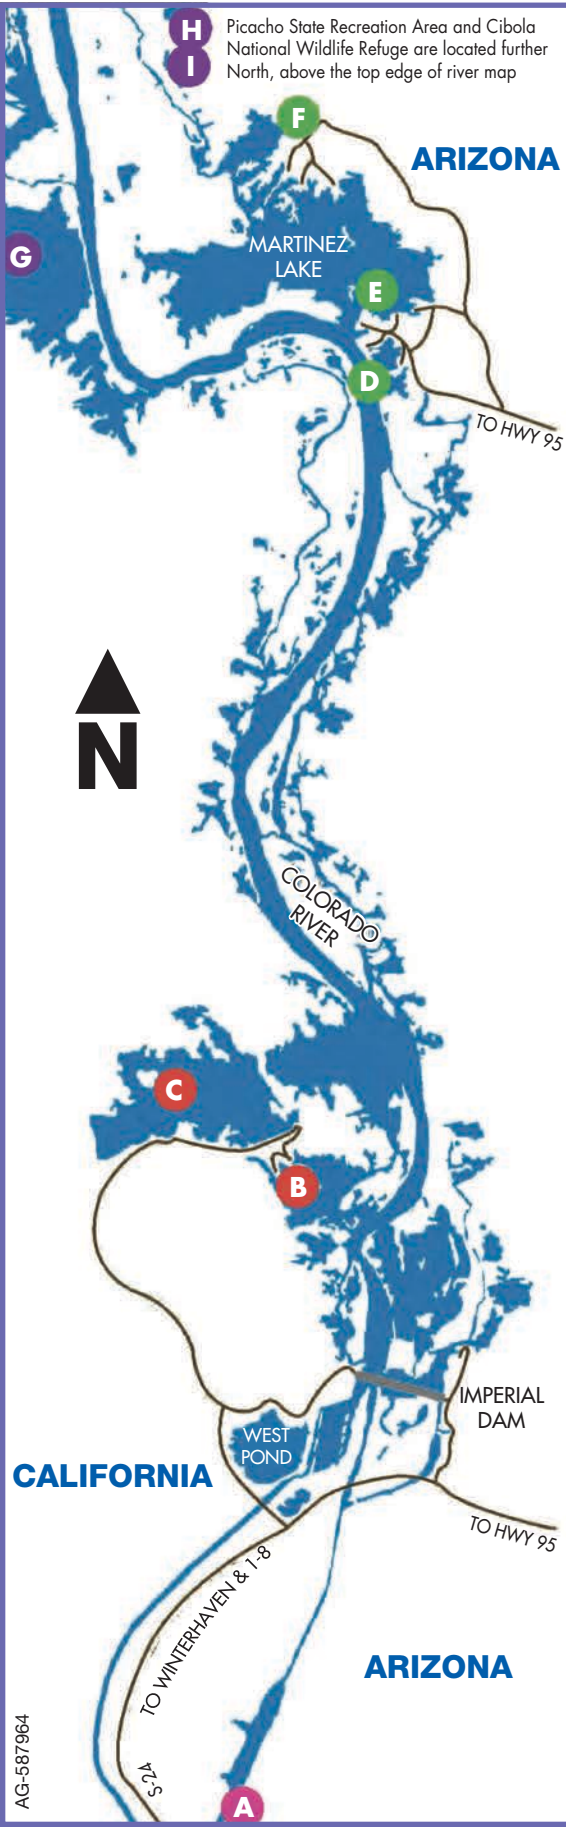 H
I
Picacho State Recreation Area and Cibola
National Wildlife Refuge are located further
North, above the top edge of river map
F
ARIZONA
G
MARTINEZ
LAKE
E
D
TO HWY 95
N
COLORADO
RIVER
C
B
IMPERIAL
DAM
WEST
POND
CALIFORNIA
TO HWY 95
TO WINTERHAVEN & 1-8
ARIZONA
S-24
A
AG-587964